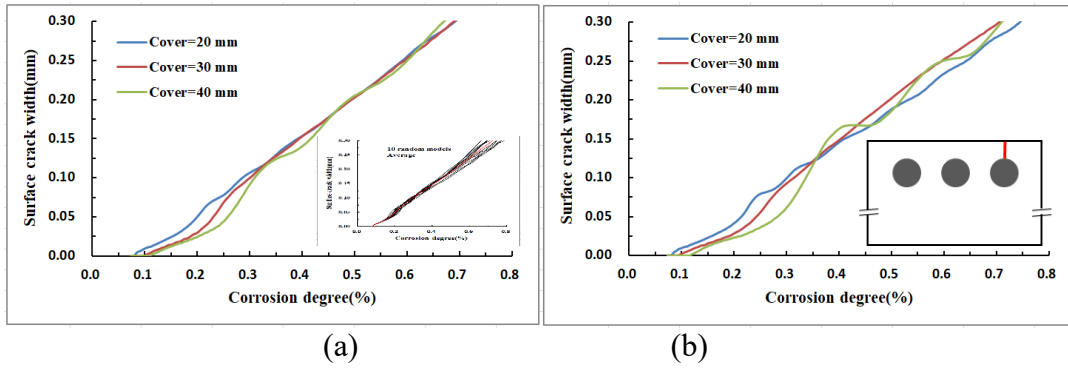 Surface crack width(mm)
0.30
0.25
0.20
0.15
0.10
0.05
0.00
Cover=20 mm
Cover=30 mm
Cover=40 mm
10 random models
Average
Corrosion degree(%)
0.0 0.1 0.2 0.3 0.4 0.5 0.6 0.7 0.8
Corrosion degree(%)
(a)
Surface crack width(mm)
0.30
0.25
0.20
0.15
0.10
0.05
0.00
Cover=20 mm
Cover=30 mm
Cover=40 mm
0.0 0.1 0.2 0.3 0.4 0.5 0.6 0.7 0.8
Corrosion degree(%)
(b)